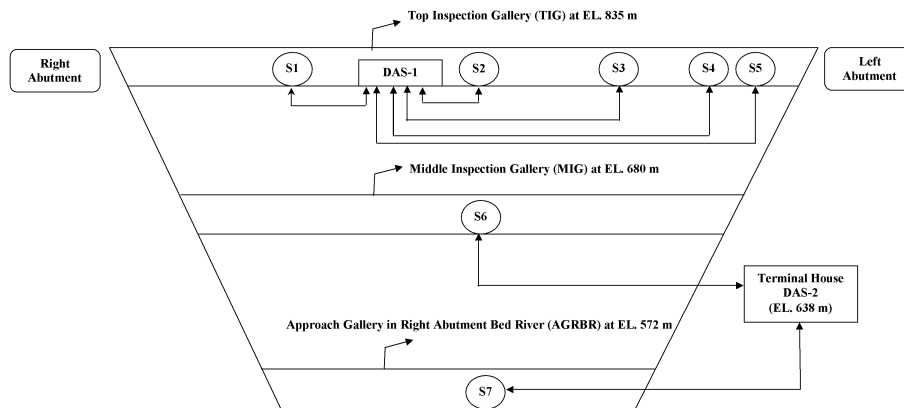 Top Inspection Gallery (TIG) at EL. 835 m
Right
Abutment
Left
Abutment
S1
DAS-1
S2
S3
S4
S5
Middle Inspection Gallery (MIG) at EL. 680 m
S6
Terminal House
DAS-2
(EL. 638 m)
Approach Gallery in Right Abutment Bed River (AGRBR) at EL. 572 m
S7